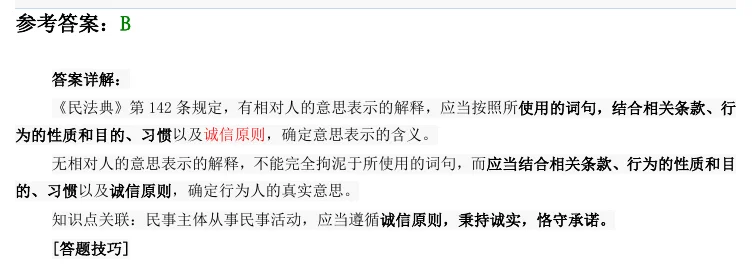 参考答案：B
答案详解：
《民法典》第 142 条规定，有相对人的意思表示的解释，应当按照所使用的词句，结合相关条款、行
为的性质和目的、习惯以及诚信原则，确定意思表示的含义。
无相对人的意思表示的解释，不能完全拘泥于所使用的词句，而应当结合相关条款、行为的性质和目
的、习惯以及诚信原则，确定行为人的真实意思。
知识点关联：民事主体从事民事活动，应当遵循诚信原则，秉持诚实，恪守承诺。
[答题技巧]